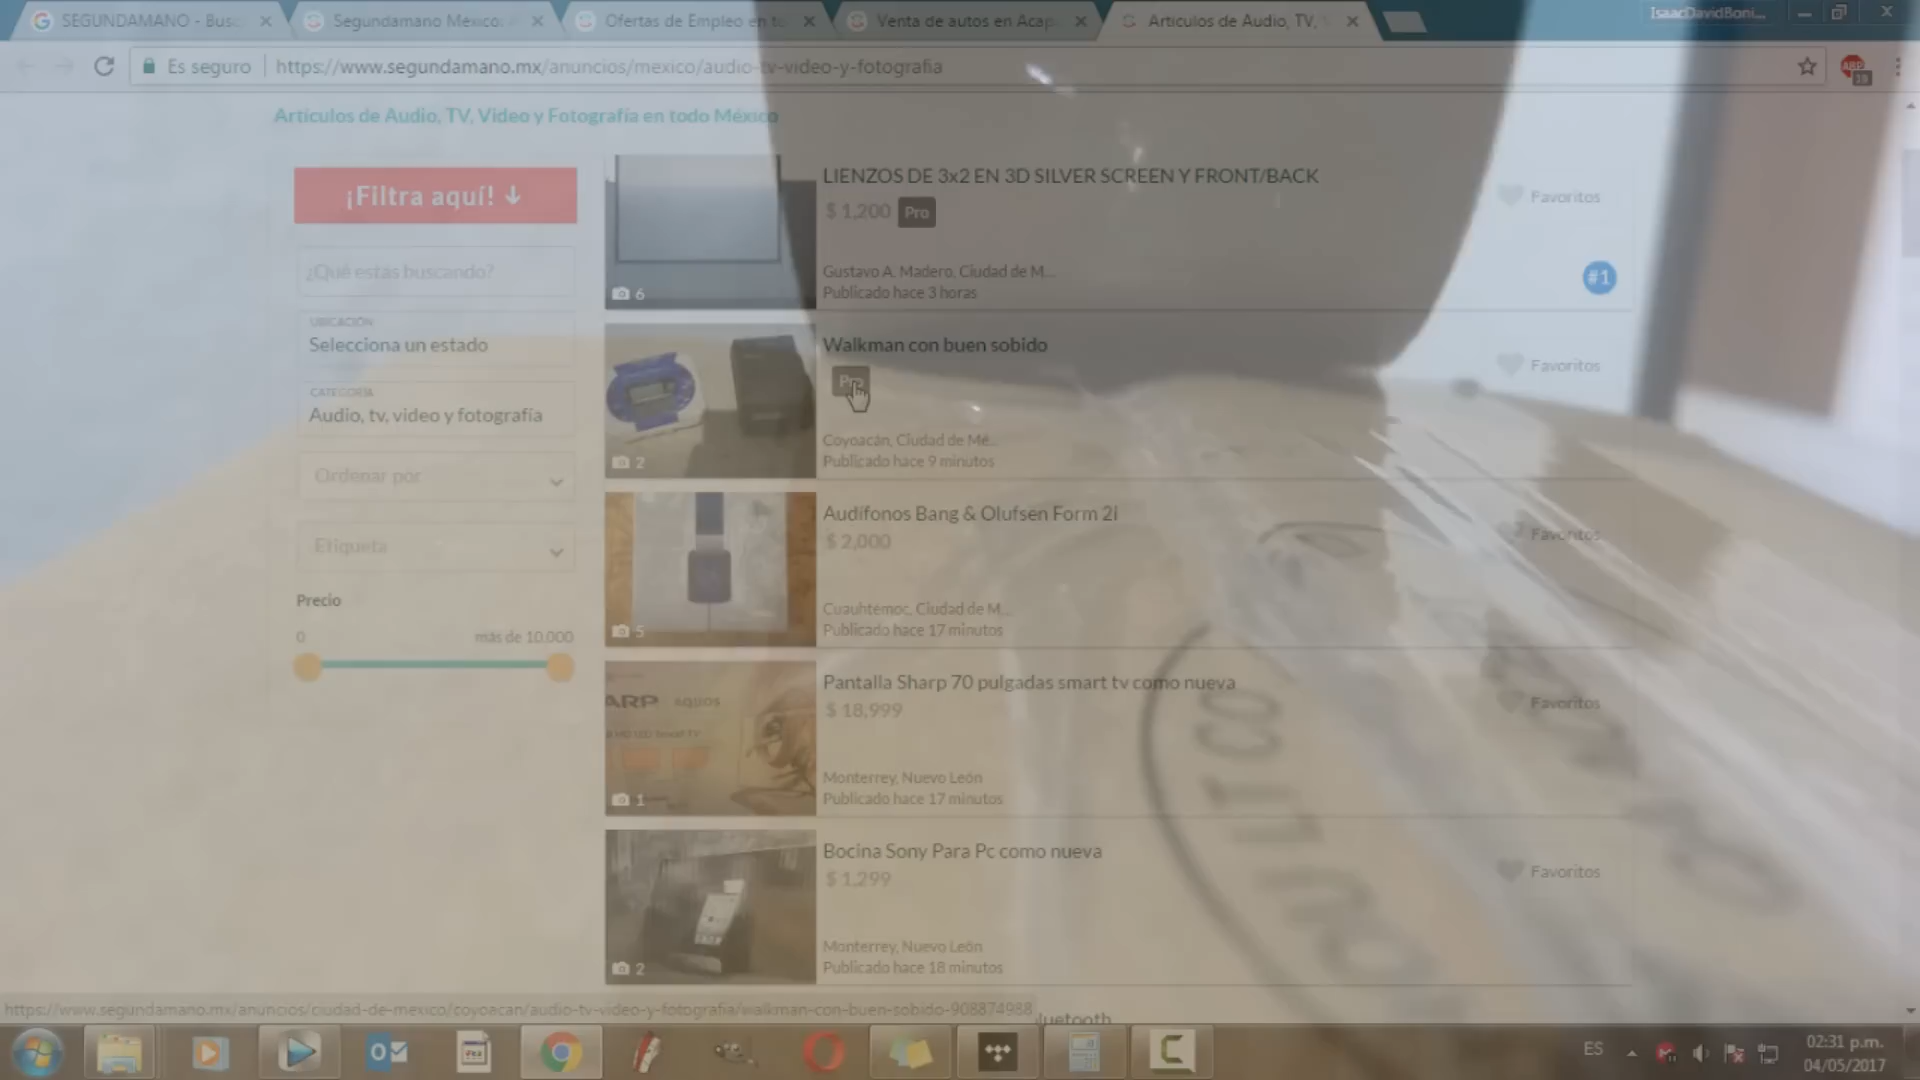 SEGUNDAMANO - Busc
Segundamano México
Ofertas de Empleo en to
Venta de autos en Acap
Articulos de Audio, TV,
IsaacDavidBoni...
Es seguro
https://www.segundamano.mx/anuncios/mexico/audio-tv-video-y-fotografia
Artículos de Audio, TV, Video y Fotografía en todo México
¡Filtra aquí!
¿Qué estás buscando?
UBICACIÓN
Selecciona un estado
CATEGORÍA
Audio, tv, video y fotografía
Ordenar por
Etiqueta
Precio
0
más de 10,000
LIENZOS DE 3x2 EN 3D SILVER SCREEN Y FRONT/BACK
$ 1,200 Pro
Gustavo A. Madero, Ciudad de M...
Publicado hace 3 horas
6
Favoritos
#1
Walkman con buen sobido
Pro
Coyoacán, Ciudad de Mé...
Publicado hace 9 minutos
2
Favoritos
Audífonos Bang & Olufsen Form 2i
$ 2,000
Cuauhtémoc, Ciudad de M...
Publicado hace 17 minutos
5
Favoritos
ARP aquos
Pantalla Sharp 70 pulgadas smart tv como nueva
$ 18,999
Monterrey, Nuevo León
Publicado hace 17 minutos
1
Favoritos
Bocina Sony Para Pc como nueva
$ 1,299
Monterrey, Nuevo León
Publicado hace 18 minutos
2
Favoritos
https://www.segundamano.mx/anuncios/ciudad-de-mexico/coyoacan/audio-tv-video-y-fotografia/walkman-con-buen-sobido-908874988
luetooth
ES
02:31 p.m.
04/05/2017